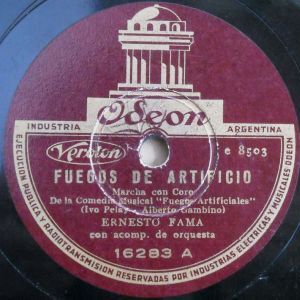 Odeon
INDUSTRIA ARGENTINA
Version e 8503
FUEGOS DE ARTIFICIO
Marcha con Coro
De la Comedia Musical "Fuegos Artificiales"
(Ivo Pelay - Alberto Gambino)
ERNESTO FAMA
con acomp. de orquesta
16283 A
EJECUCION PUBLICA Y RADIOTRANSMISION RESERVADAS POR INDUSTRIAS ELECTRICAS Y MUSICALES ODEON